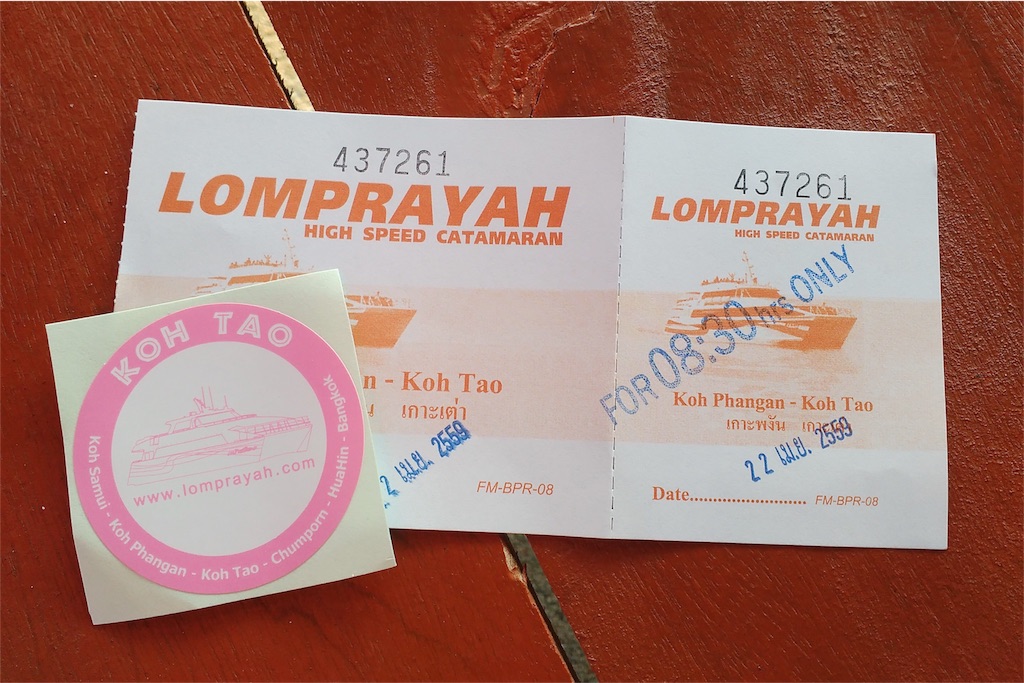 437261
LOMPRAYAH
HIGH SPEED CATAMARAN
- Koh Tao
เกาะเต่า
เม.ย. 2559
FM-BPR-08
437261
LOMPRAYAH
HIGH SPEED CATAMARAN
FOR 08:30 hrs ONLY
Koh Phangan - Koh Tao
เกาะพงัน เกาะเต่า
22 เม.ย. 2559
Date.......................... FM-BPR-08
KOH TAO
www.lomprayah.com
Koh Samui - Koh Phangan - Koh Tao - Chumporn - HuaHin - Bangkok